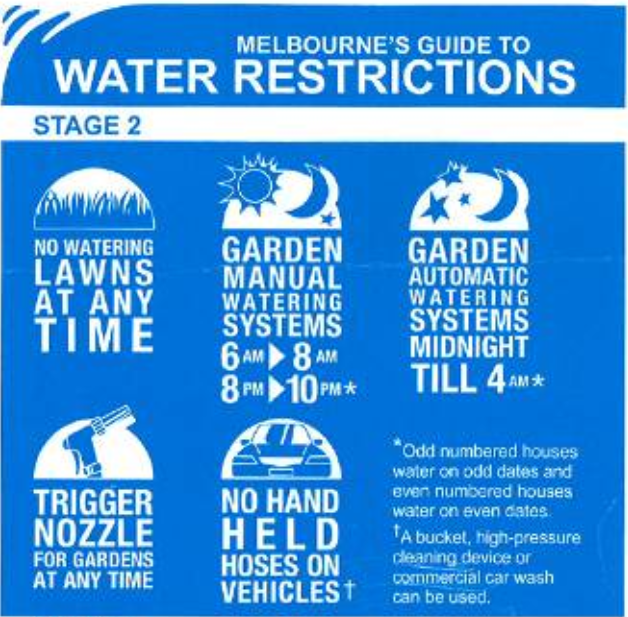 MELBOURNE'S GUIDE TO
WATER RESTRICTIONS
STAGE 2
NO WATERING
LAWNS
AT ANY
TIME
GARDEN
MANUAL
WATERING
SYSTEMS
6 AM ▶ 8 AM
8 PM ▶ 10 PM *
GARDEN
AUTOMATIC
WATERING
SYSTEMS
MIDNIGHT
TILL 4 AM *
TRIGGER
NOZZLE
FOR GARDENS
AT ANY TIME
NO HAND
HELD
HOSES ON
VEHICLES†
*Odd numbered houses
water on odd dates and
even numbered houses
water on even dates.
†A bucket, high-pressure
cleaning device or
commercial car wash
can be used.